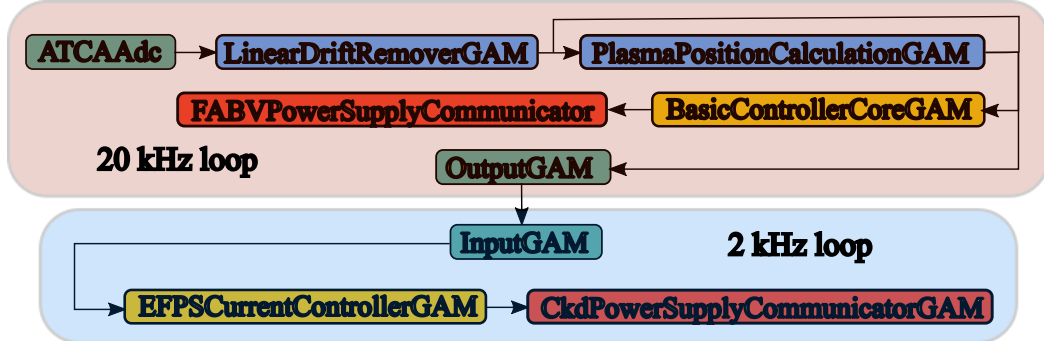 ATCAAdc
LinearDriftRemoverGAM
PlasmaPositionCalculationGAM
FABVPowerSupplyCommunicator
BasicControllerCoreGAM
20 kHz loop
OutputGAM
InputGAM
2 kHz loop
EFPSCurrentControllerGAM
CkdPowerSupplyCommunicatorGAM